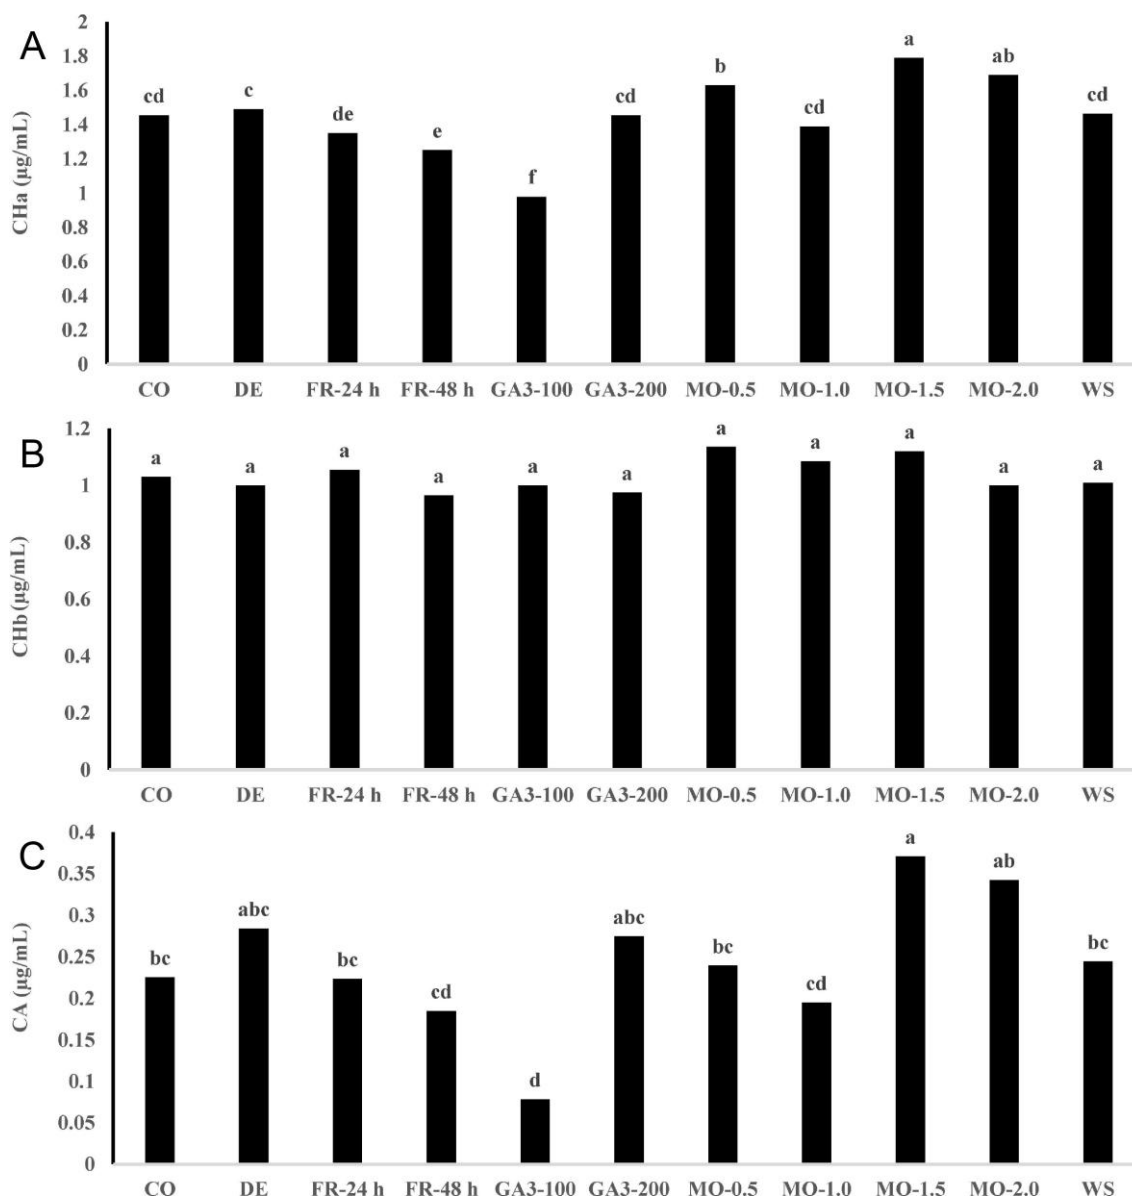 A
CHa (µg/mL)
2
1.8
1.6
1.4
1.2
1
0.8
0.6
0.4
0.2
0
cd c de e f cd b cd a ab cd
CO DE FR-24 h FR-48 h GA3-100 GA3-200 MO-0.5 MO-1.0 MO-1.5 MO-2.0 WS
B
CHb (µg/mL)
1.2
1
0.8
0.6
0.4
0.2
0
a a a a a a a a a a a
CO DE FR-24 h FR-48 h GA3-100 GA3-200 MO-0.5 MO-1.0 MO-1.5 MO-2.0 WS
C
CA (µg/mL)
0.4
0.35
0.3
0.25
0.2
0.15
0.1
0.05
0
bc abc bc cd d abc bc cd a ab bc
CO DE FR-24 h FR-48 h GA3-100 GA3-200 MO-0.5 MO-1.0 MO-1.5 MO-2.0 WS